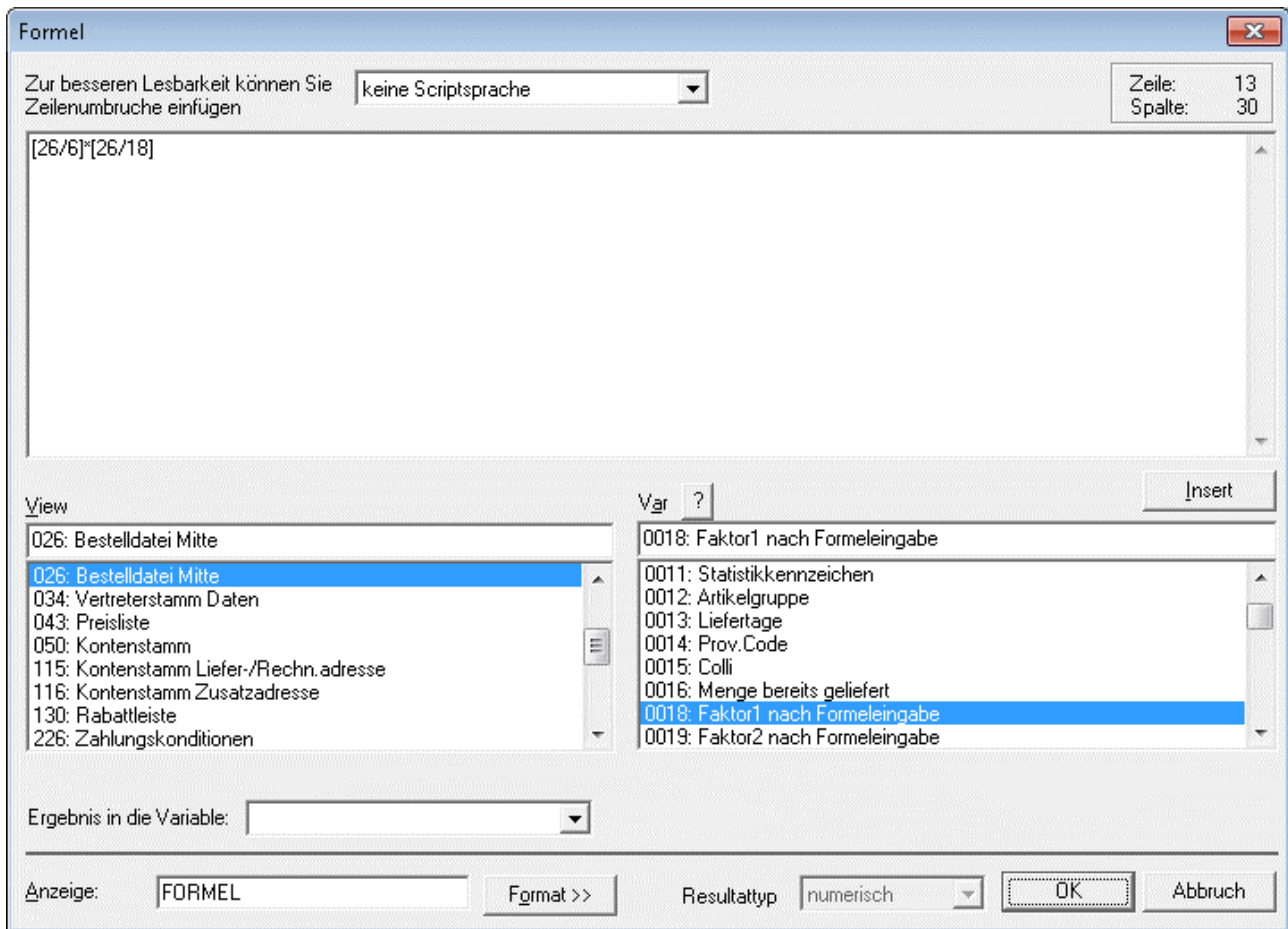 Formel
Zur besseren Lesbarkeit können Sie
Zeilenumbruche einfügen
keine Scriptsprache
Zeile: 13
Spalte: 30
[26/6]*[26/18]
View
Var ?
Insert
026: Bestelldatei Mitte
026: Bestelldatei Mitte
034: Vertreterstamm Daten
043: Preisliste
050: Kontenstamm
115: Kontenstamm Liefer-/Rechn.adresse
116: Kontenstamm Zusatzadresse
130: Rabattleiste
226: Zahlungskonditionen
0018: Faktor1 nach Formeleingabe
0011: Statistikkennzeichen
0012: Artikelgruppe
0013: Liefertage
0014: Prov.Code
0015: Colli
0016: Menge bereits geliefert
0018: Faktor1 nach Formeleingabe
0019: Faktor2 nach Formeleingabe
Ergebnis in die Variable:
Anzeige: FORMEL
Format >>
Resultattyp numerisch
OK
Abbruch